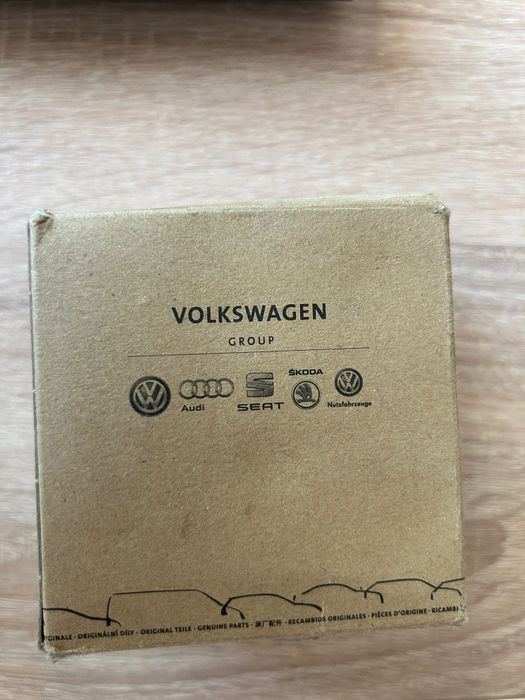 VOLKSWAGEN
GROUP
ŠKODA
Audi
SEAT
Nutzfahrzeuge
ORIGINÁLNÍ DÍLY · ORIGINAL TEILE · GENUINE PARTS · 原厂配件 · RECAMBIOS ORIGINALES · PIÈCES D'ORIGINE · RICAMBI